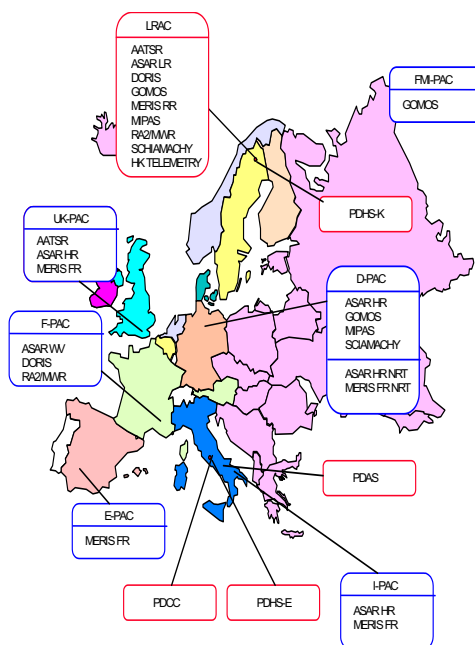 LRAC
AATSR
ASAR LR
DORIS
GOMOS
MERIS RR
MIPAS
RA2/MWR
SCHIAMACHY
HK TELEMETRY
FMI-PAC
GOMOS
PDHS-K
UK-PAC
AATSR
ASAR HR
MERIS FR
D-PAC
ASAR HR
GOMOS
MIPAS
SCIAMACHY
ASAR HR NRT
MERIS FR NRT
F-PAC
ASAR WV
DORIS
RA2/MWR
PDAS
E-PAC
MERIS FR
PDCC
PDHS-E
I-PAC
ASAR HR
MERIS FR